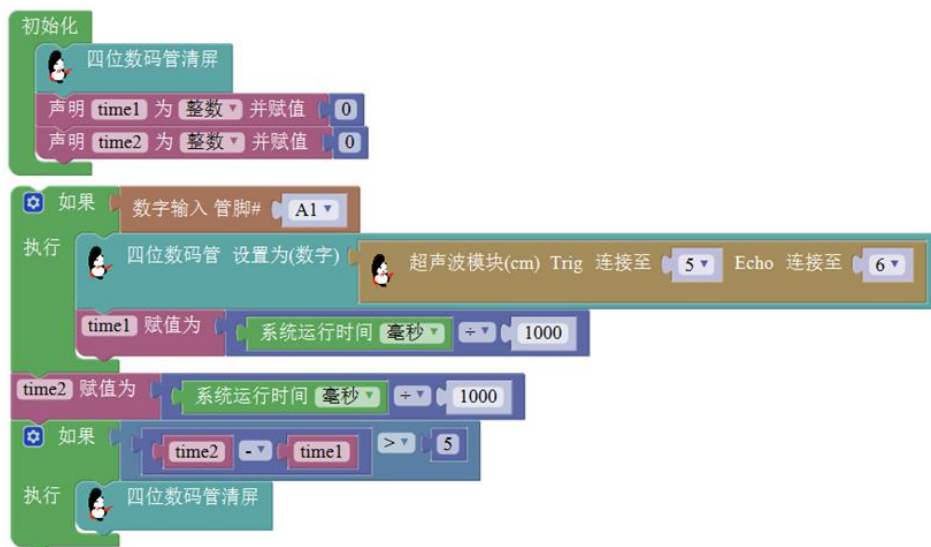 初始化
四位数码管清屏
声明 time1 为 整数 并赋值 0
声明 time2 为 整数 并赋值 0
如果 数字输入 管脚# A1
执行 四位数码管 设置为(数字) 超声波模块(cm) Trig 连接至 5 Echo 连接至 6
time1 赋值为 系统运行时间 毫秒 ÷ 1000
time2 赋值为 系统运行时间 毫秒 ÷ 1000
如果 time2 - time1 > 5
执行 四位数码管清屏